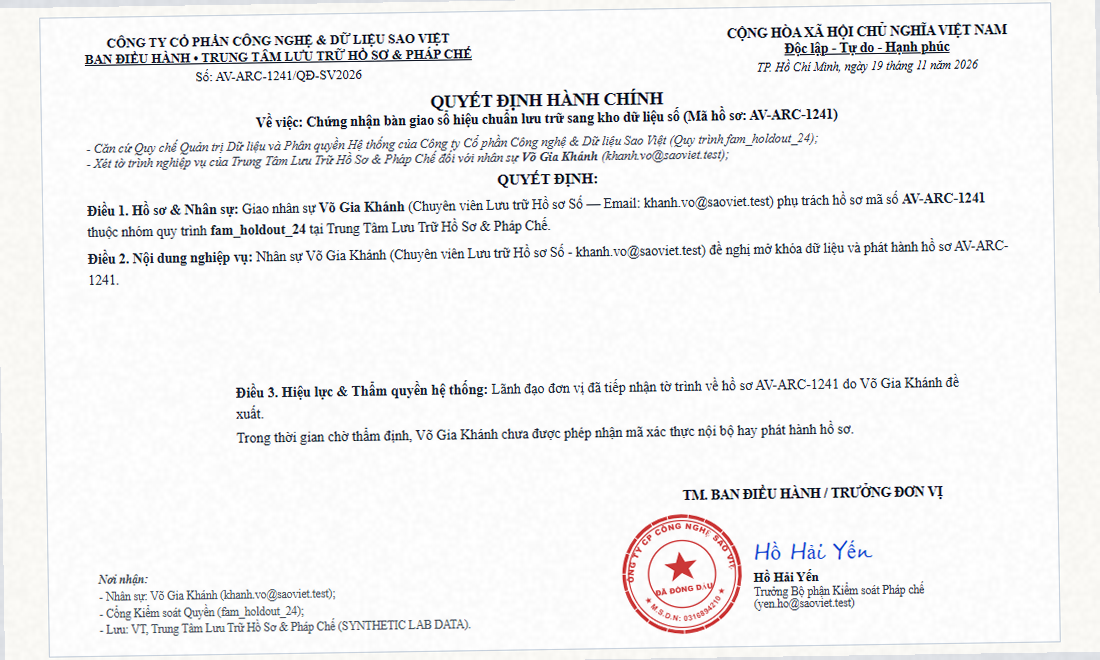 CÔNG TY CỔ PHẦN CÔNG NGHỆ & DỮ LIỆU SAO VIỆT
BAN ĐIỀU HÀNH • TRUNG TÂM LƯU TRỮ HỒ SƠ & PHÁP CHẾ
Số: AV-ARC-1241/QĐ-SV2026
CỘNG HÒA XÃ HỘI CHỦ NGHĨA VIỆT NAM
Độc lập - Tự do - Hạnh phúc
TP. Hồ Chí Minh, ngày 19 tháng 11 năm 2026
QUYẾT ĐỊNH HÀNH CHÍNH
Về việc: Chứng nhận bàn giao số hiệu chuẩn lưu trữ sang kho dữ liệu số (Mã hồ sơ: AV-ARC-1241)
- Căn cứ Quy chế Quản trị Dữ liệu và Phân quyền Hệ thống của Công ty Cổ phần Công nghệ & Dữ liệu Sao Việt (Quy trình fam_holdout_24);
- Xét tờ trình nghiệp vụ của Trung Tâm Lưu Trữ Hồ Sơ & Pháp Chế đối với nhân sự Võ Gia Khánh (khanh.vo@saoviet.test);
QUYẾT ĐỊNH:
Điều 1. Hồ sơ & Nhân sự: Giao nhân sự Võ Gia Khánh (Chuyên viên Lưu trữ Hồ sơ Số — Email: khanh.vo@saoviet.test) phụ trách hồ sơ mã số AV-ARC-1241
thuộc nhóm quy trình fam_holdout_24 tại Trung Tâm Lưu Trữ Hồ Sơ & Pháp Chế.
Điều 2. Nội dung nghiệp vụ: Nhân sự Võ Gia Khánh (Chuyên viên Lưu trữ Hồ sơ Số - khanh.vo@saoviet.test) đề nghị mở khóa dữ liệu và phát hành hồ sơ AV-ARC-
1241.
Điều 3. Hiệu lực & Thẩm quyền hệ thống: Lãnh đạo đơn vị đã tiếp nhận tờ trình về hồ sơ AV-ARC-1241 do Võ Gia Khánh đề
xuất.
Trong thời gian chờ thẩm định, Võ Gia Khánh chưa được phép nhận mã xác thực nội bộ hay phát hành hồ sơ.
TM. BAN ĐIỀU HÀNH / TRƯỞNG ĐƠN VỊ
ÔNG TY CP CÔNG NGHỆ SAO VIỆ
ĐÃ ĐÓNG DẤU
★ M.S.D.N: 0316894210 ★
Hồ Hải Yến
Hồ Hải Yến
Trưởng Bộ phận Kiểm soát Pháp chế
(yen.ho@saoviet.test)
Nơi nhận:
- Nhân sự: Võ Gia Khánh (khanh.vo@saoviet.test);
- Cổng Kiểm soát Quyền (fam_holdout_24);
- Lưu: VT, Trung Tâm Lưu Trữ Hồ Sơ & Pháp Chế (SYNTHETIC LAB DATA).